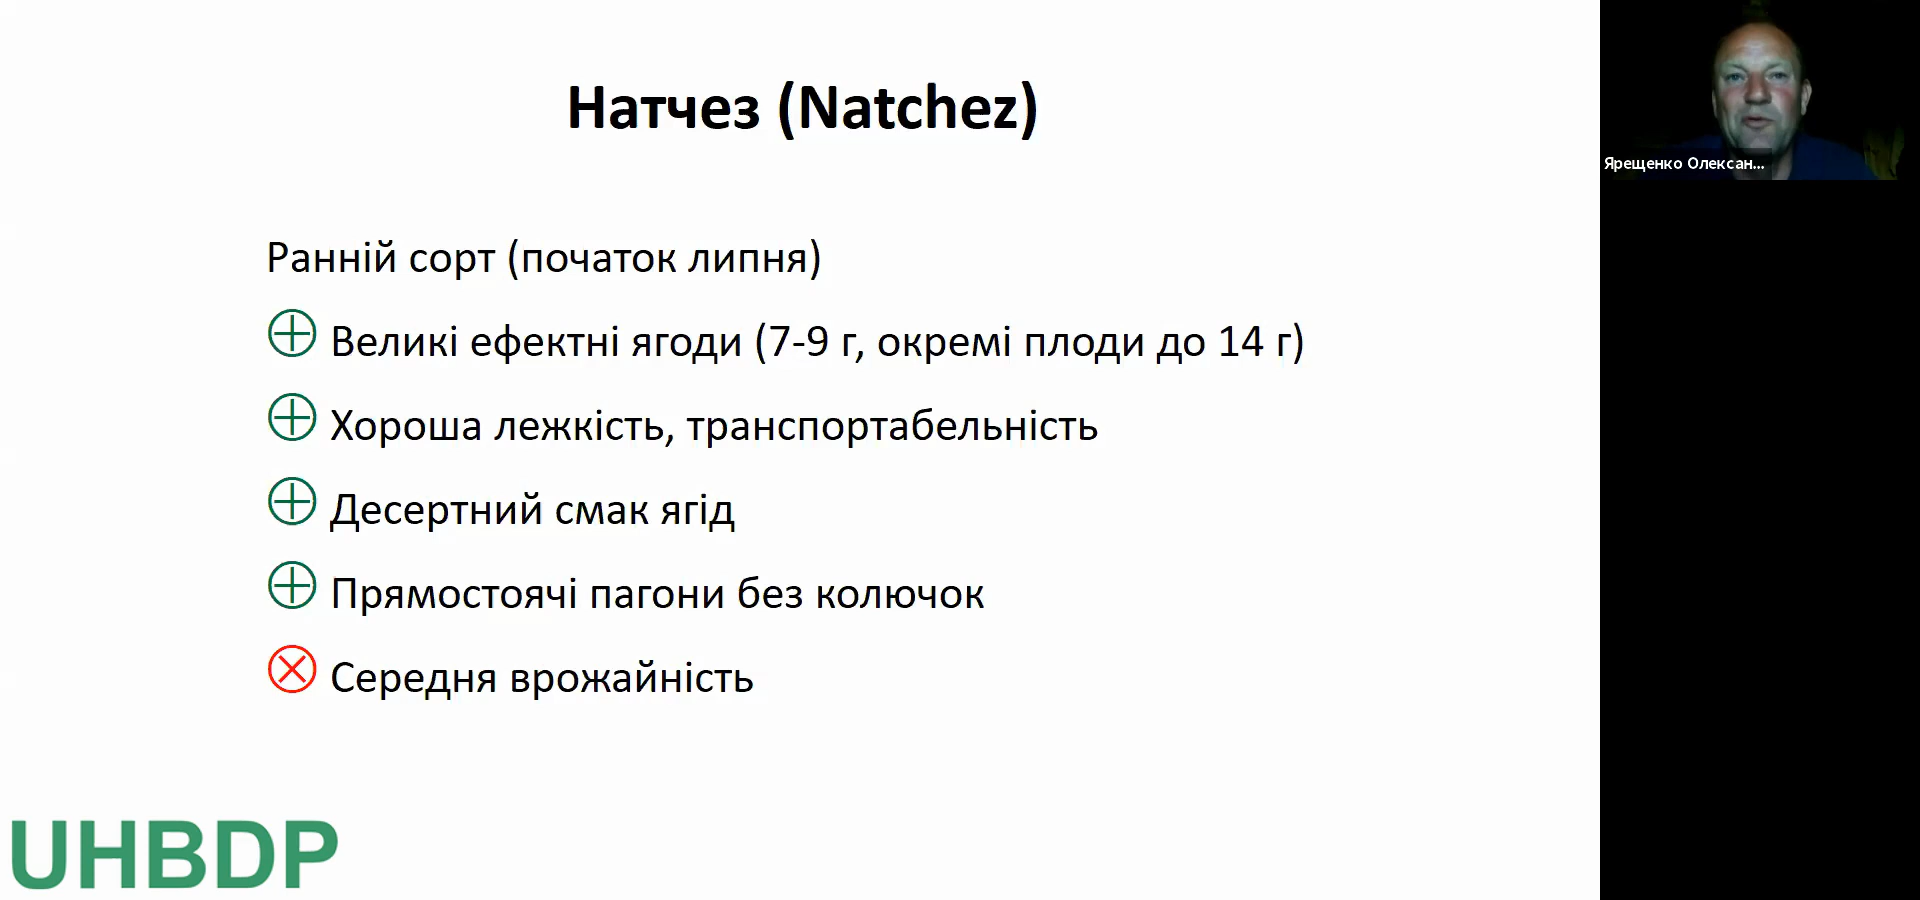 Натчез (Natchez)
Ранній сорт (початок липня)
Великі ефектні ягоди (7-9 г, окремі плоди до 14 г)
Хороша лежкість, транспортабельність
Десертний смак ягід
Прямостоячі пагони без колючок
Середня врожайність
UHBDP
Ярещенко Олексан...